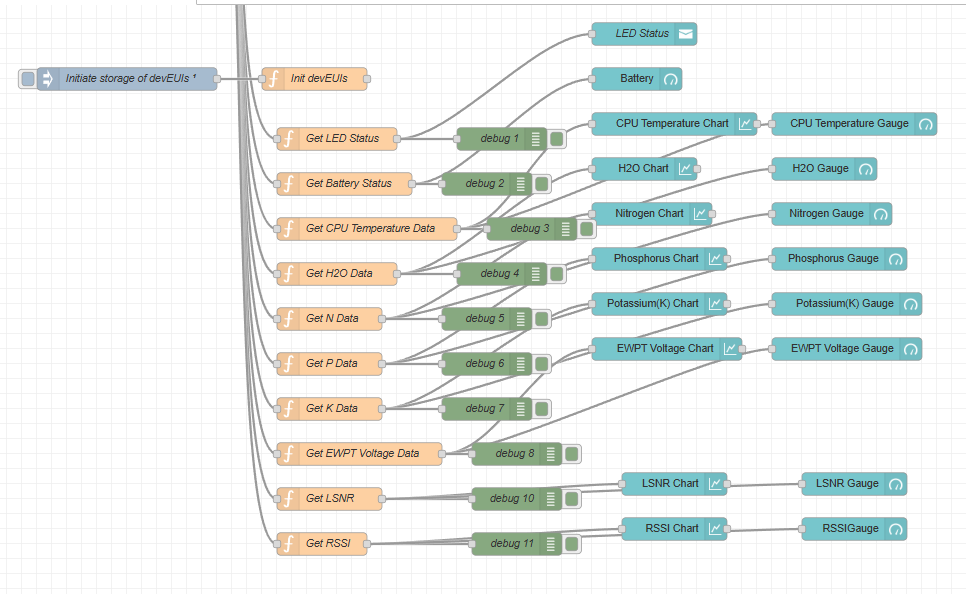 LED Status
Initiate storage of devEUIs ¹
Init devEUIs
Battery
Get LED Status
debug 1
CPU Temperature Chart
CPU Temperature Gauge
Get Battery Status
debug 2
H2O Chart
H2O Gauge
Get CPU Temperature Data
debug 3
Nitrogen Chart
Nitrogen Gauge
Get H2O Data
debug 4
Phosphorus Chart
Phosphorus Gauge
Get N Data
debug 5
Potassium(K) Chart
Potassium(K) Gauge
Get P Data
debug 6
EWPT Voltage Chart
EWPT Voltage Gauge
Get K Data
debug 7
Get EWPT Voltage Data
debug 8
Get LSNR
debug 10
LSNR Chart
LSNR Gauge
Get RSSI
debug 11
RSSI Chart
RSSIGauge